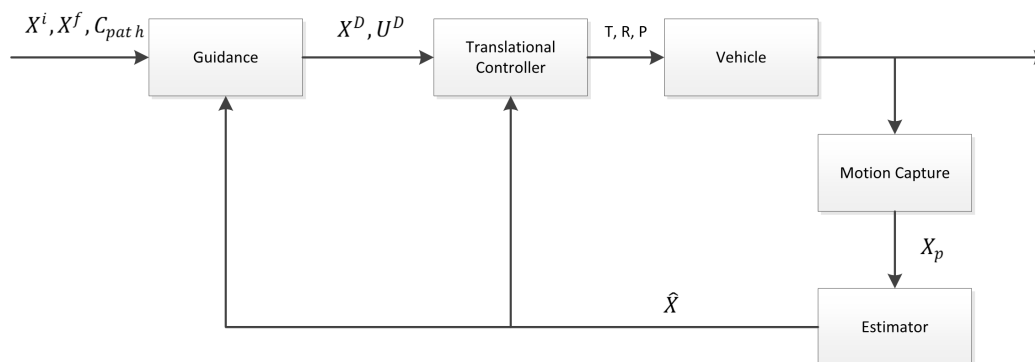 X^i, X^f, C_path
Guidance
X^D, U^D
Translational
Controller
T, R, P
Vehicle
Motion Capture
X_p
Estimator
X̂